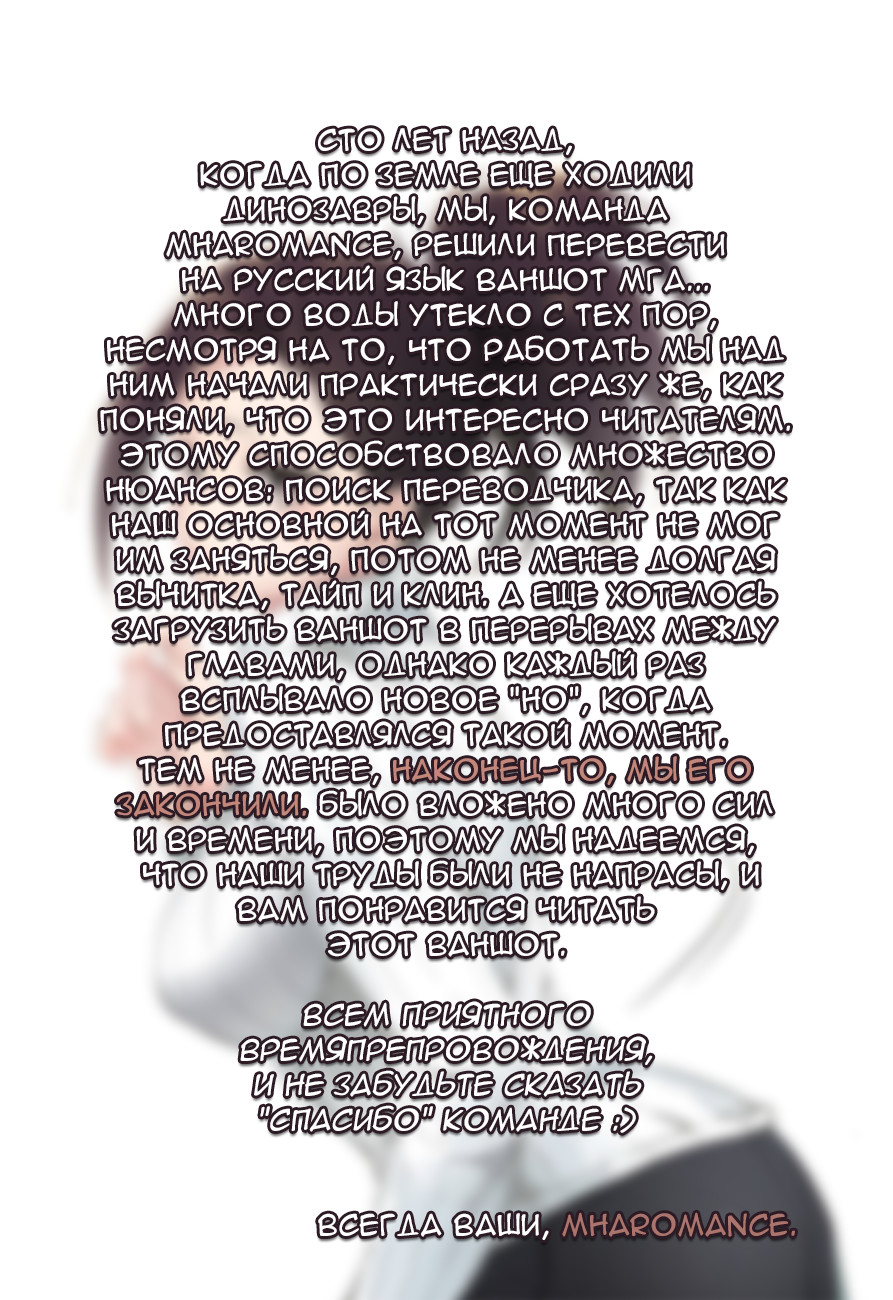 СТО ЛЕТ НАЗАД,
КОГДА ПО ЗЕМЛЕ ЕЩЕ ХОДИЛИ
ДИНОЗАВРЫ, МЫ, КОМАНДА
MHAROMANCE, РЕШИЛИ ПЕРЕВЕСТИ
НА РУССКИЙ ЯЗЫК ВАНШОТ МГА...
МНОГО ВОДЫ УТЕКЛО С ТЕХ ПОР,
НЕСМОТРЯ НА ТО, ЧТО РАБОТАТЬ МЫ НАД
НИМ НАЧАЛИ ПРАКТИЧЕСКИ СРАЗУ ЖЕ, КАК
ПОНЯЛИ, ЧТО ЭТО ИНТЕРЕСНО ЧИТАТЕЛЯМ.
ЭТОМУ СПОСОБСТВОВАЛО МНОЖЕСТВО
НЮАНСОВ: ПОИСК ПЕРЕВОДЧИКА, ТАК КАК
НАШ ОСНОВНОЙ НА ТОТ МОМЕНТ НЕ МОГ
ИМ ЗАНЯТЬСЯ, ПОТОМ НЕ МЕНЕЕ ДОЛГАЯ
ВЫЧИТКА, ТАЙП И КЛИН. А ЕЩЕ ХОТЕЛОСЬ
ЗАГРУЗИТЬ ВАНШОТ В ПЕРЕРЫВАХ МЕЖДУ
ГЛАВАМИ, ОДНАКО КАЖДЫЙ РАЗ
ВСПЛЫВАЛО НОВОЕ "НО", КОГДА
ПРЕДОСТАВЛЯЛСЯ ТАКОЙ МОМЕНТ.
ТЕМ НЕ МЕНЕЕ, НАКОНЕЦ-ТО, МЫ ЕГО
ЗАКОНЧИЛИ. БЫЛО ВЛОЖЕНО МНОГО СИЛ
И ВРЕМЕНИ, ПОЭТОМУ МЫ НАДЕЕМСЯ,
ЧТО НАШИ ТРУДЫ БЫЛИ НЕ НАПРАСЫ, И
ВАМ ПОНРАВИТСЯ ЧИТАТЬ
ЭТОТ ВАНШОТ.
ВСЕМ ПРИЯТНОГО
ВРЕМЯПРЕПРОВОЖДЕНИЯ,
И НЕ ЗАБУДЬТЕ СКАЗАТЬ
"СПАСИБО" КОМАНДЕ :)
ВСЕГДА ВАШИ, MHAROMANCE.